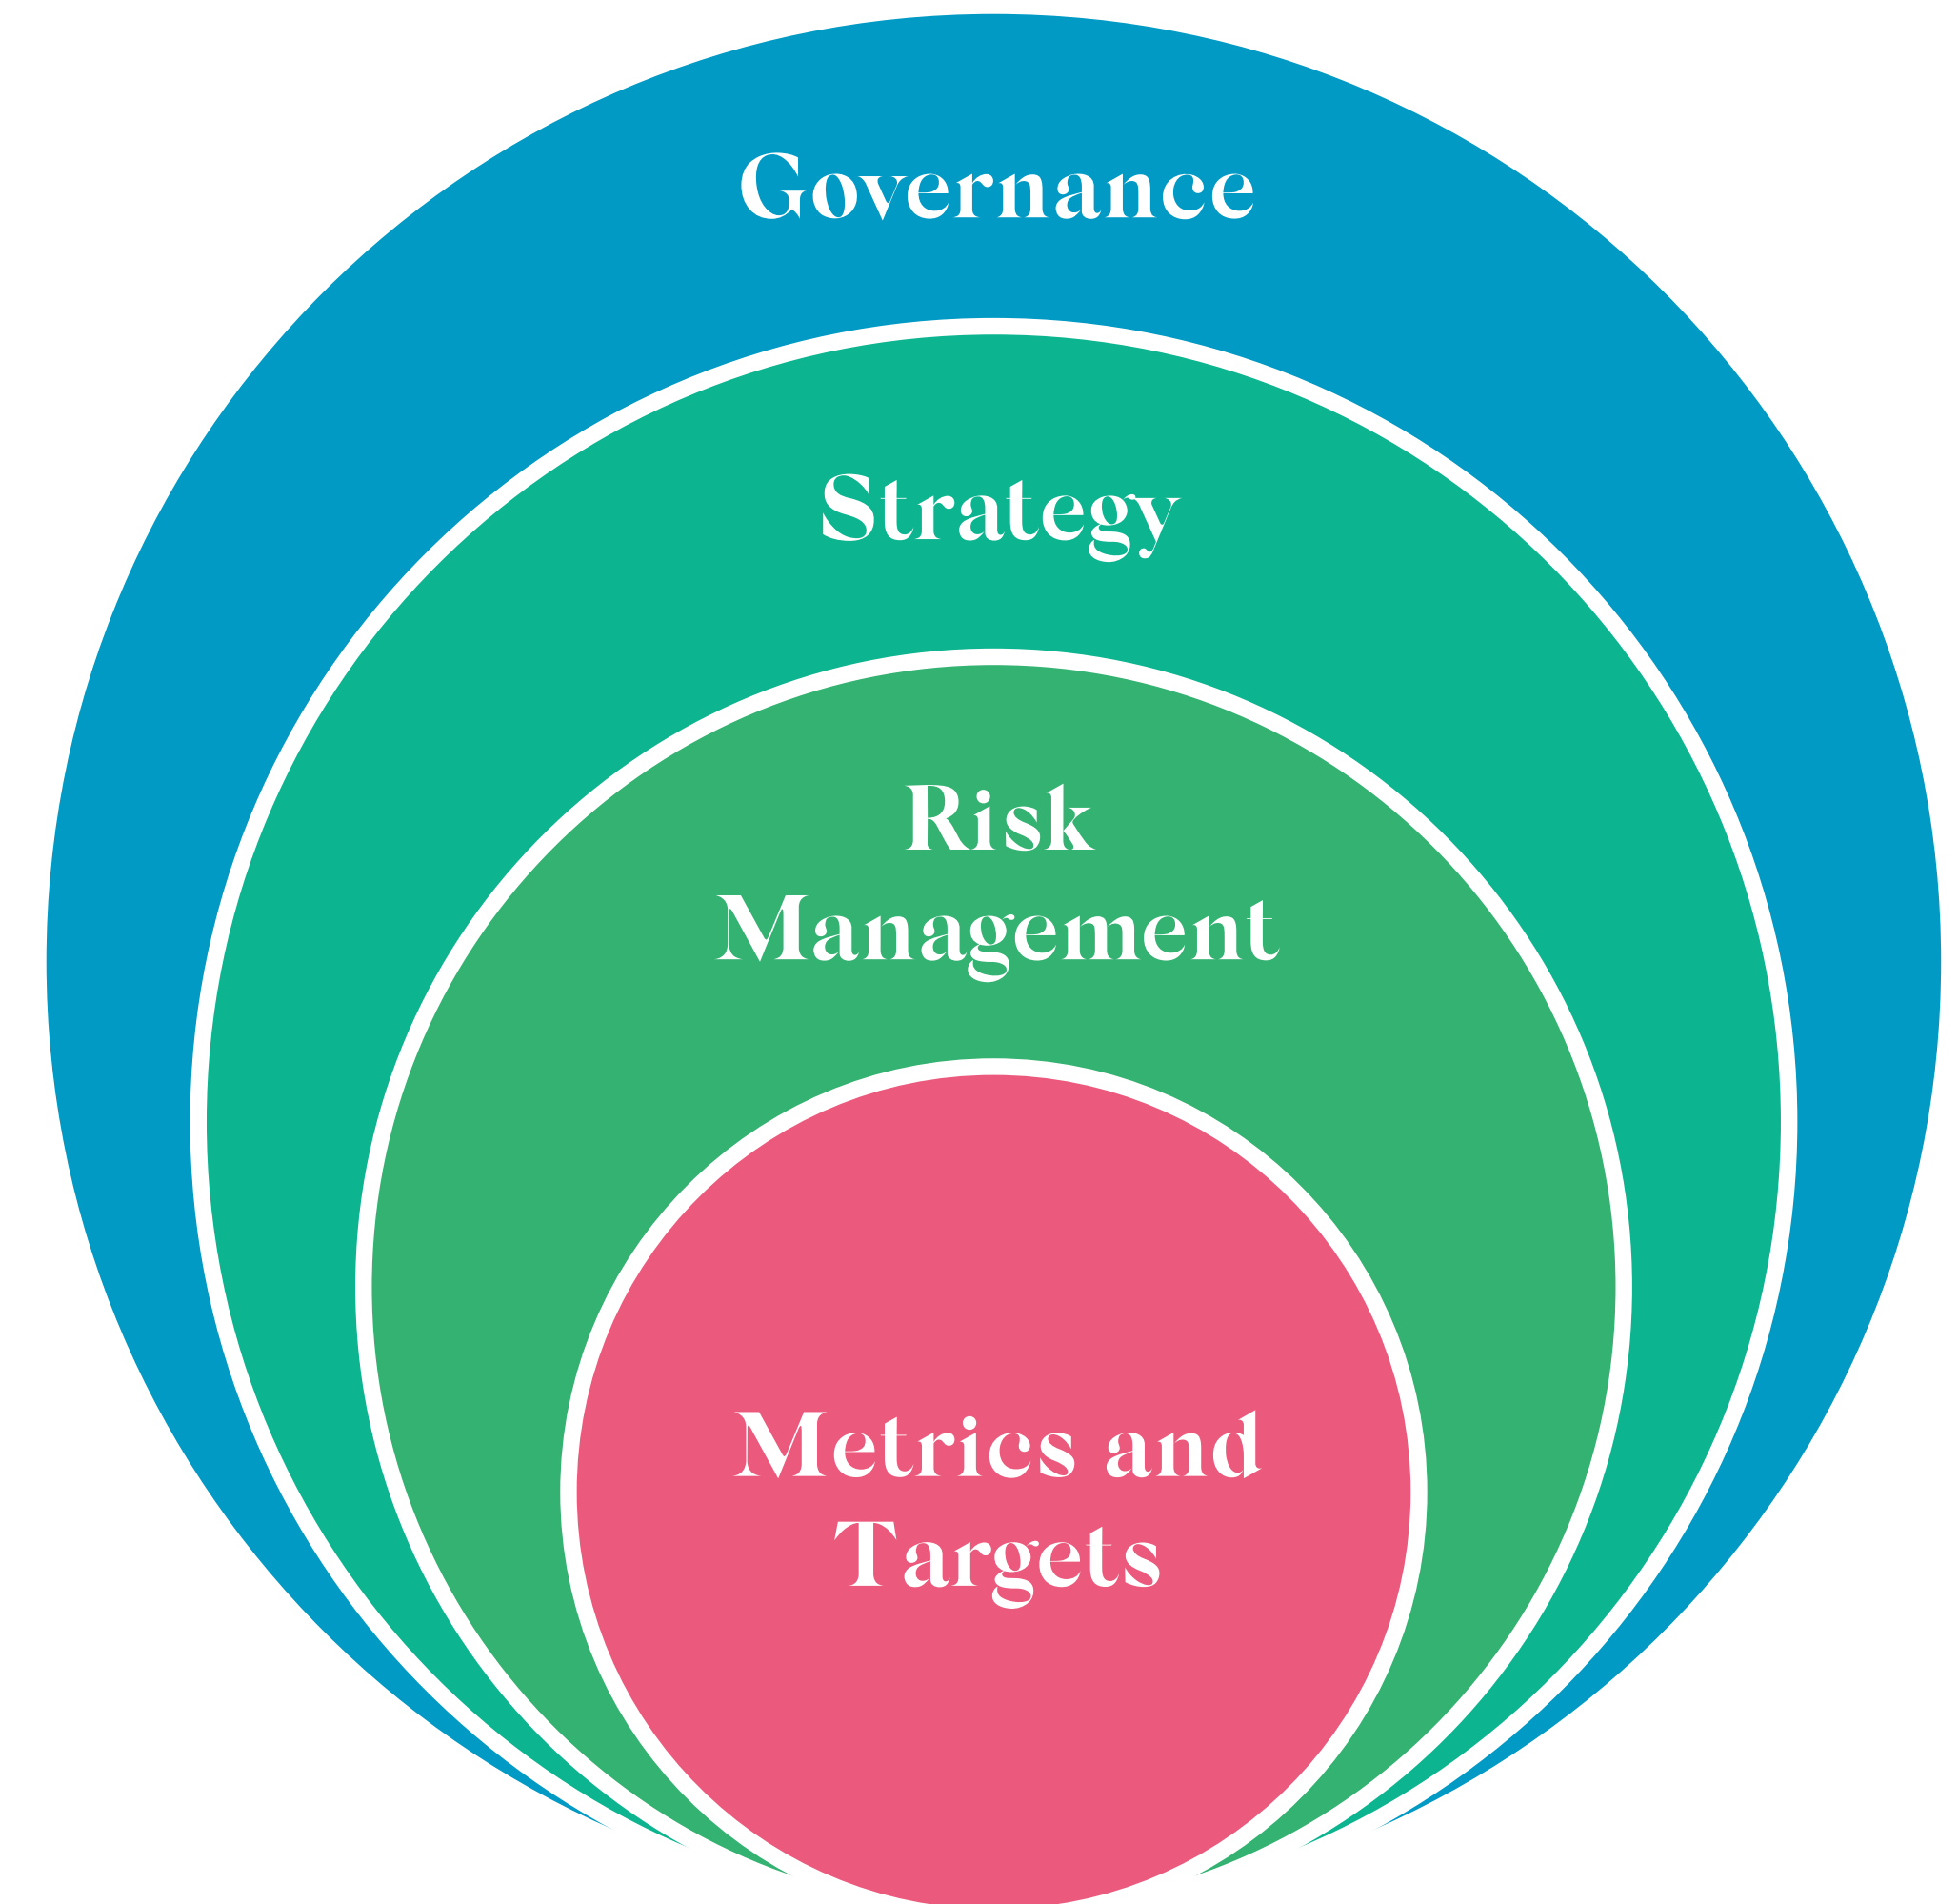 Governance
Strategy
Risk
Management
Metrics and
Targets